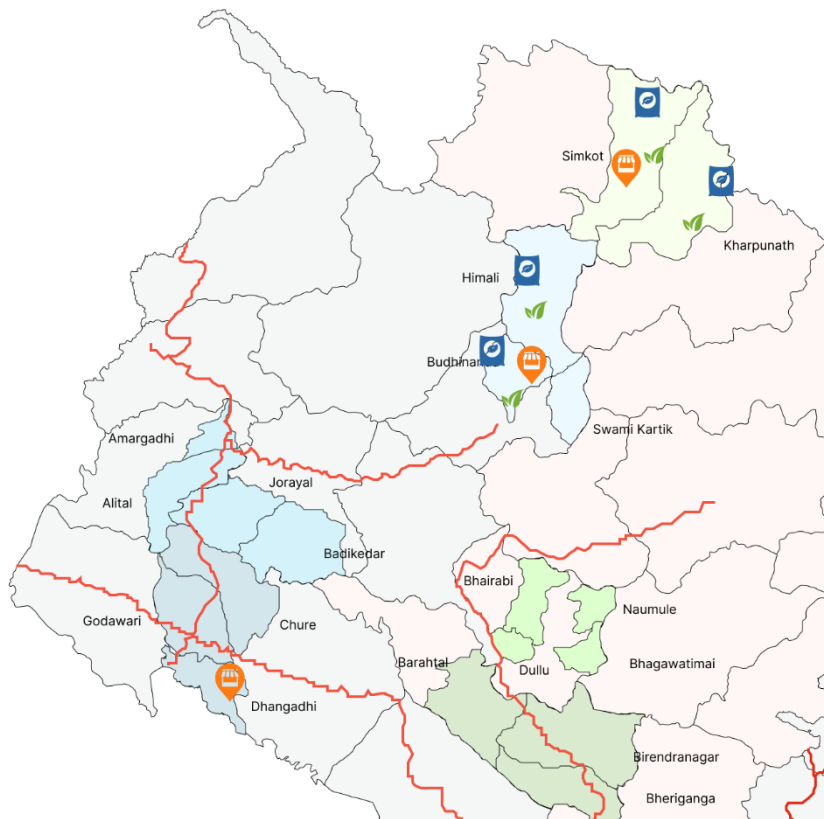 Simkot
Kharpunath
Himali
Swami Kartik
Amargadhi
Jorayal
Alital
Badikedar
Bhairabi
Naumule
Godawari
Chure
Barahtal
Dullu
Bhagawatimai
Dhangadhi
Birendranagar
Bheriganga